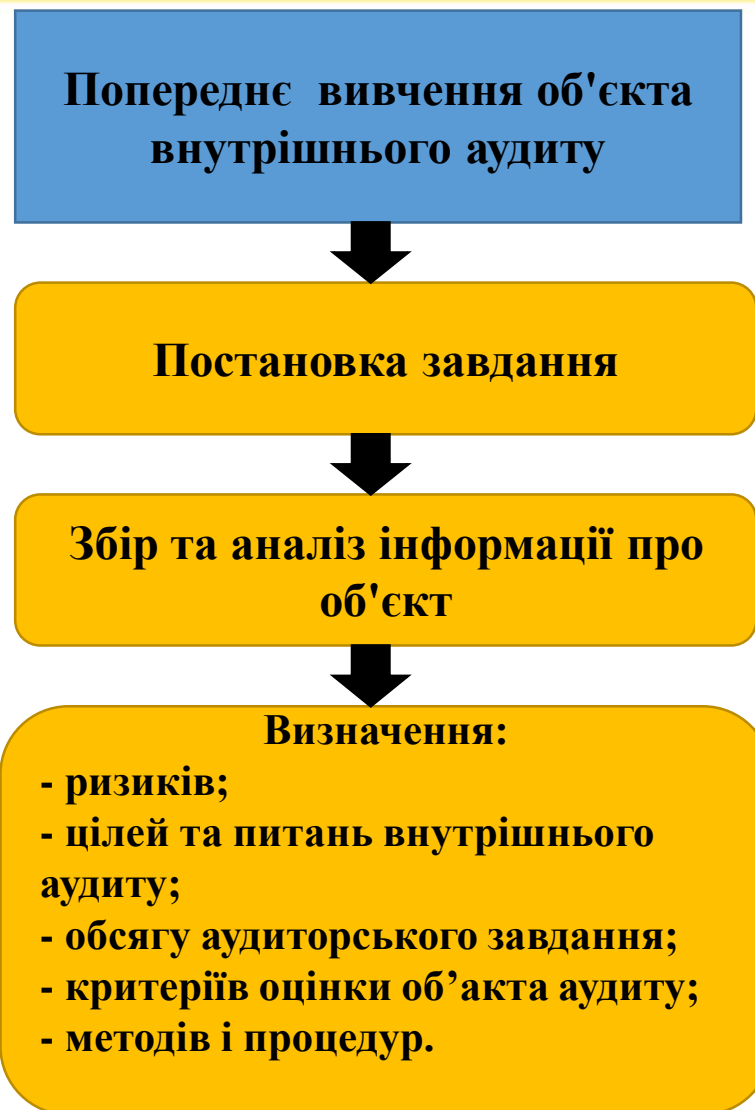 Попереднє вивчення об'єкта
внутрішнього аудиту
Постановка завдання
Збір та аналіз інформації про
об'єкт
Визначення:
- ризиків;
- цілей та питань внутрішнього
аудиту;
- обсягу аудиторського завдання;
- критеріїв оцінки об’акта аудиту;
- методів і процедур.